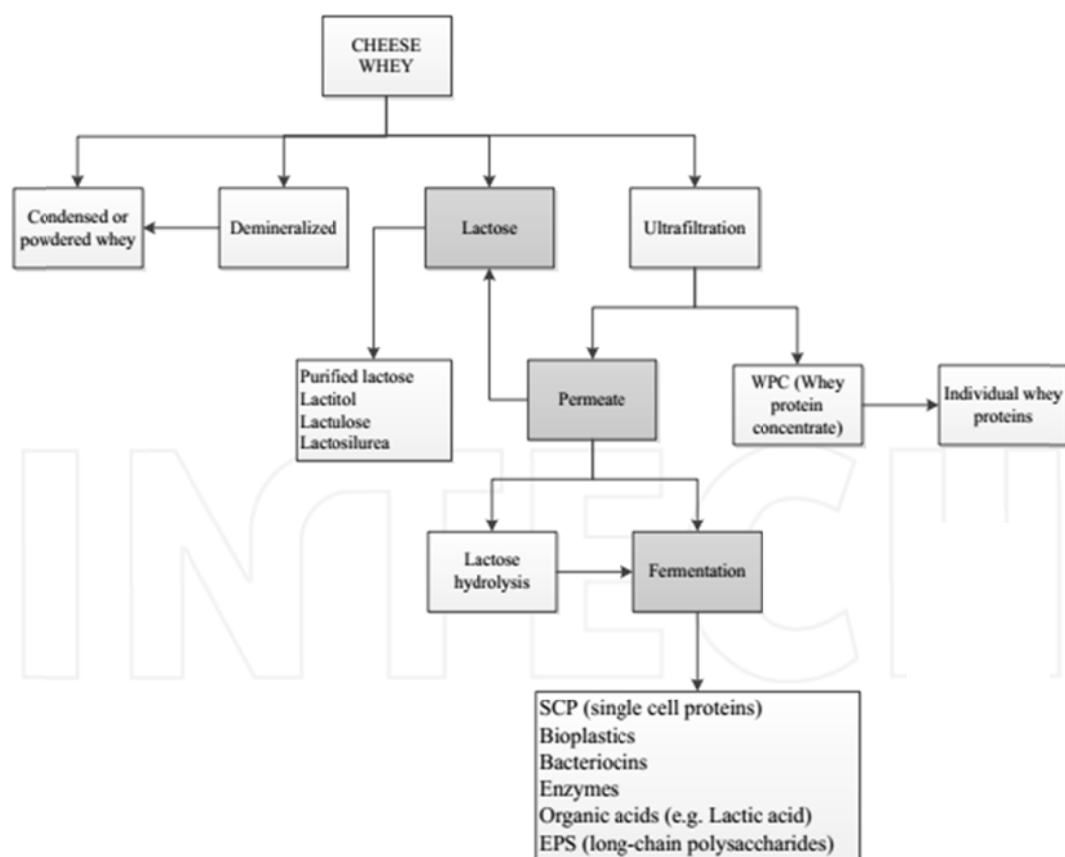 CHEESE
WHEY
Condensed or
powdered whey
Demineralized
Lactose
Ultrafiltration
Purified lactose
Lactitol
Lactulose
Lactosilurea
Permeate
WPC (Whey
protein
concentrate)
Individual whey
proteins
Lactose
hydrolysis
Fermentation
SCP (single cell proteins)
Bioplastics
Bacteriocins
Enzymes
Organic acids (e.g. Lactic acid)
EPS (long-chain polysaccharides)
INTECH